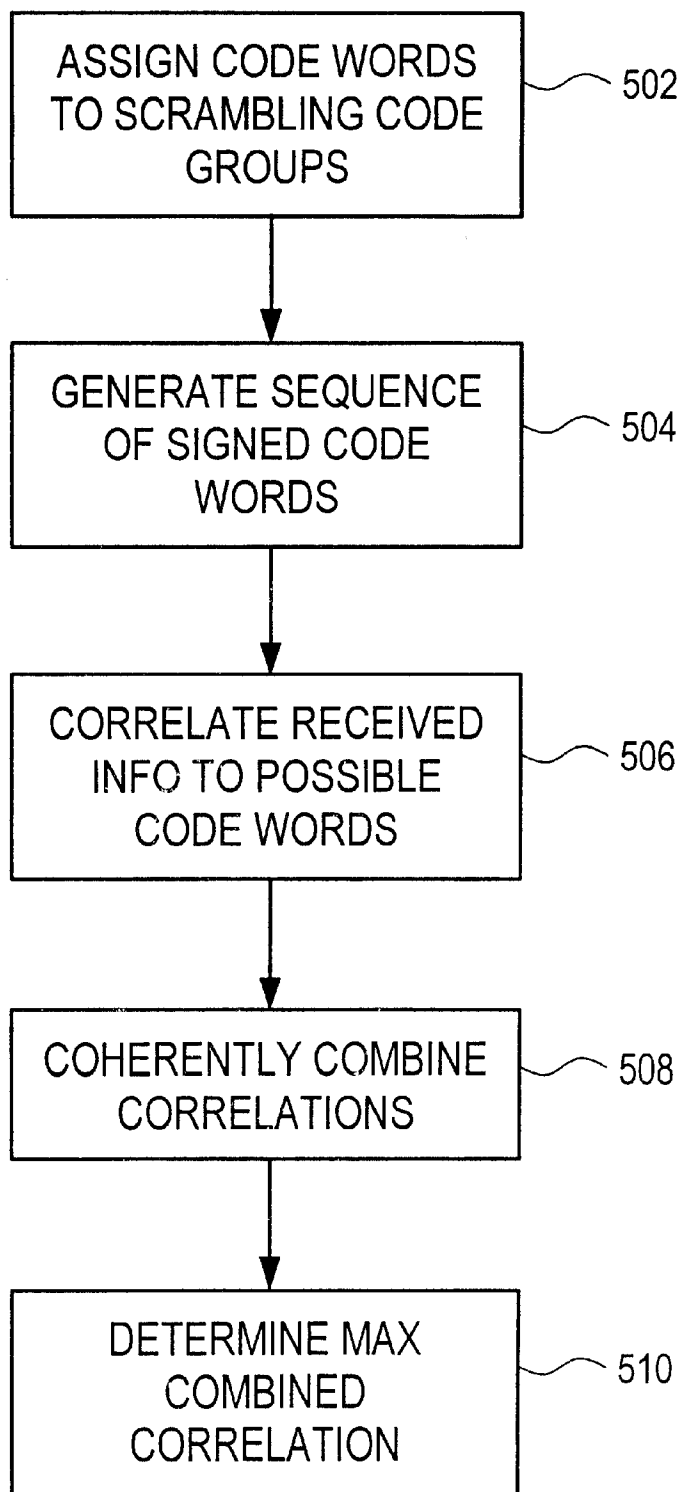 ASSIGN CODE WORDS
TO SCRAMBLING CODE
GROUPS
502
GENERATE SEQUENCE
OF SIGNED CODE
WORDS
504
CORRELATE RECEIVED
INFO TO POSSIBLE
CODE WORDS
506
COHERENTLY COMBINE
CORRELATIONS
508
DETERMINE MAX
COMBINED
CORRELATION
510